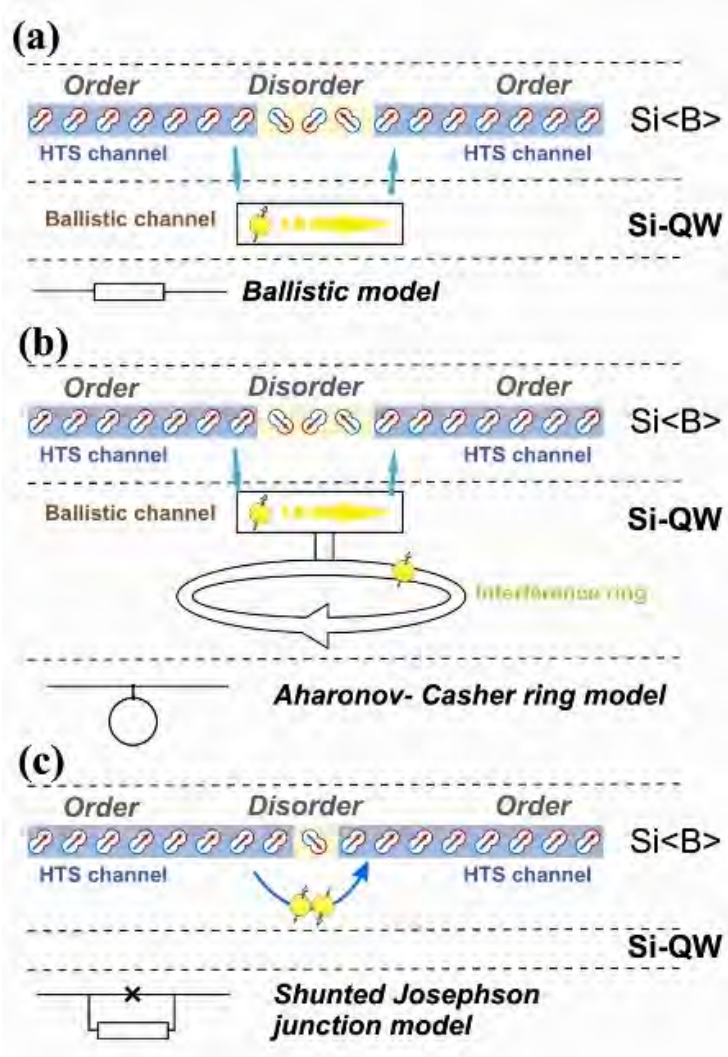 (a)
Order Disorder Order
Si<B>
HTS channel HTS channel
Ballistic channel
Si-QW
Ballistic model
(b)
Order Disorder Order
Si<B>
HTS channel HTS channel
Ballistic channel
Si-QW
Interference ring
Aharonov- Casher ring model
(c)
Order Disorder Order
Si<B>
HTS channel HTS channel
Si-QW
Shunted Josephson
junction model